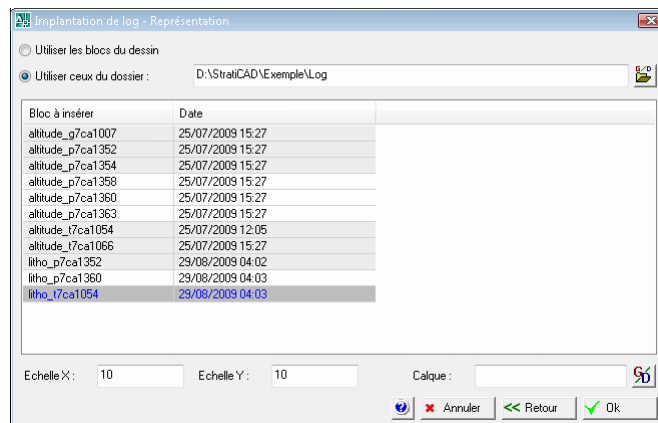 Implantation de log - Représentation
Utiliser les blocs du dessin
Utiliser ceux du dossier : D:\StratiCAD\Exemple\Log
Bloc à insérer Date
altitude_g7ca1007 25/07/2009 15:27
altitude_p7ca1352 25/07/2009 15:27
altitude_p7ca1354 25/07/2009 15:27
altitude_p7ca1358 25/07/2009 15:27
altitude_p7ca1360 25/07/2009 15:27
altitude_p7ca1363 25/07/2009 15:27
altitude_t7ca1054 25/07/2009 12:05
altitude_t7ca1066 25/07/2009 15:27
litho_p7ca1352 29/08/2009 04:02
litho_p7ca1360 29/08/2009 04:03
litho_t7ca1054 29/08/2009 04:03
Echelle X : 10 Echelle Y : 10 Calque :
Annuler << Retour Ok